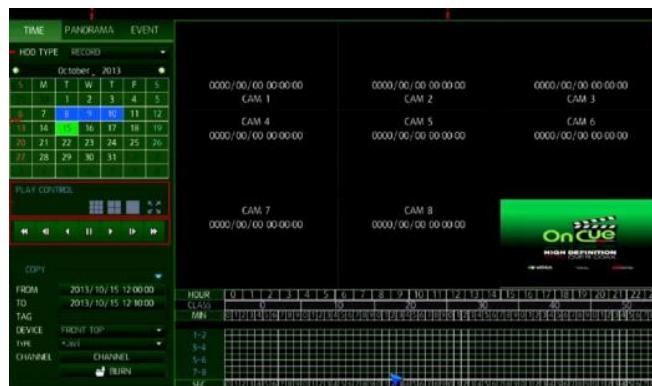 TIME PANORAMA EVENT
HDD TYPE RECORD
October 2013
S M T W T F S
1 2 3 4 5
6 7 8 9 10 11 12
13 14 15 16 17 18 19
20 21 22 23 24 25 26
27 28 29 30 31
PLAY CONTROL
COPY
FROM 2013/10/15 12:00:00
TO 2013/10/15 12:10:00
TAG
DEVICE FRONT TOP
TYPE *.avi
CHANNEL CHANNEL
BURN
0000/00/00 00:00:00
CAM 1
0000/00/00 00:00:00
CAM 2
0000/00/00 00:00:00
CAM 3
CAM 4
0000/00/00 00:00:00
CAM 5
0000/00/00 00:00:00
CAM 6
0000/00/00 00:00:00
CAM 7
0000/00/00 00:00:00
CAM 8
0000/00/00 00:00:00
OnCue
HIGH DEFINITION
OVER COAX
HOUR 0 1 2 3 4 5 6 7 8 9 10 11 12 13 14 15 16 17 18 19 20 21 22
CLASS 0 10 20 30 40 50
MIN
1-2
3-4
5-6
7-8
SEC